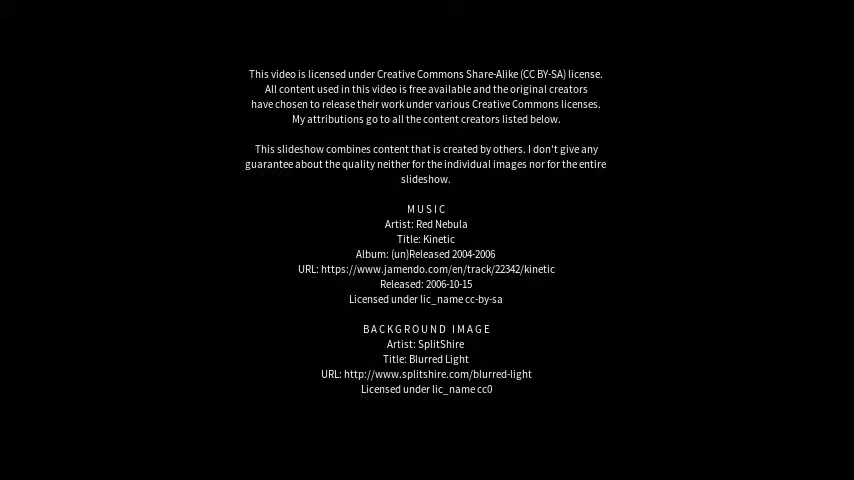 This video is licensed under Creative Commons Share-Alike (CC BY-SA) license.
All content used in this video is free available and the original creators
have chosen to release their work under various Creative Commons licenses.
My attributions go to all the content creators listed below.
This slideshow combines content that is created by others. I don't give any
guarantee about the quality neither for the individual images nor for the entire
slideshow.
MUSIC
Artist: Red Nebula
Title: Kinetic
Album: (un)Released 2004-2006
URL: https://www.jamendo.com/en/track/22342/kinetic
Released: 2006-10-15
Licensed under lic_name cc-by-sa
BACKGROUND IMAGE
Artist: SplitShire
Title: Blurred Light
URL: http://www.splitshire.com/blurred-light
Licensed under lic_name cc0